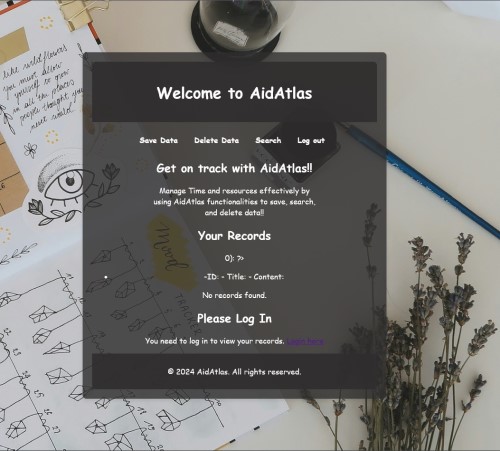 like wildflowers
you must allow
yourself to grow
in all the places
people thought you
never would
Welcome to AidAtlas
Save Data Delete Data Search Log out
Get on track with AidAtlas!!
Manage Time and resources effectively by
using AidAtlas functionalities to save, search,
and delete data!!
Your Records
0): ?>
-ID: - Title: - Content:
No records found.
Please Log In
You need to log in to view your records. Login here
© 2024 AidAtlas. All rights reserved.
Mood
TRACKER